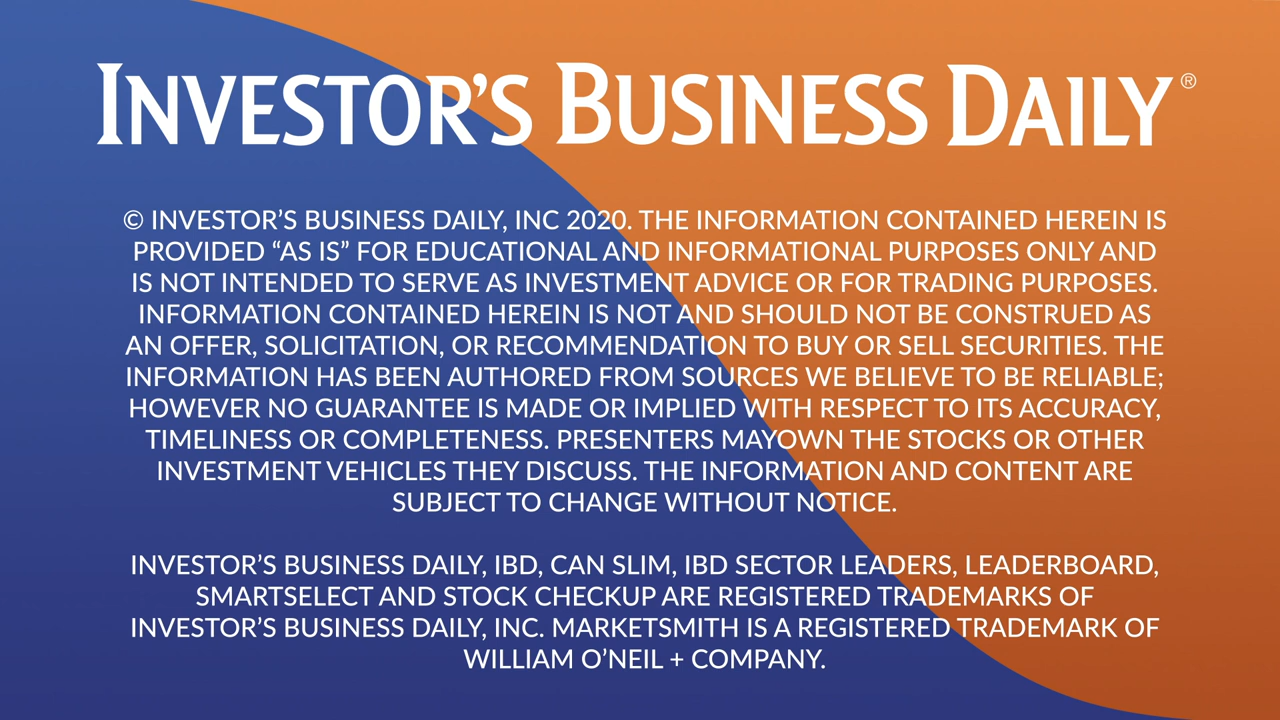 INVESTOR’S BUSINESS DAILY®
© INVESTOR’S BUSINESS DAILY, INC 2020. THE INFORMATION CONTAINED HEREIN IS
PROVIDED “AS IS” FOR EDUCATIONAL AND INFORMATIONAL PURPOSES ONLY AND
IS NOT INTENDED TO SERVE AS INVESTMENT ADVICE OR FOR TRADING PURPOSES.
INFORMATION CONTAINED HEREIN IS NOT AND SHOULD NOT BE CONSTRUED AS
AN OFFER, SOLICITATION, OR RECOMMENDATION TO BUY OR SELL SECURITIES. THE
INFORMATION HAS BEEN AUTHORED FROM SOURCES WE BELIEVE TO BE RELIABLE;
HOWEVER NO GUARANTEE IS MADE OR IMPLIED WITH RESPECT TO ITS ACCURACY,
TIMELINESS OR COMPLETENESS. PRESENTERS MAYOWN THE STOCKS OR OTHER
INVESTMENT VEHICLES THEY DISCUSS. THE INFORMATION AND CONTENT ARE
SUBJECT TO CHANGE WITHOUT NOTICE.
INVESTOR’S BUSINESS DAILY, IBD, CAN SLIM, IBD SECTOR LEADERS, LEADERBOARD,
SMARTSELECT AND STOCK CHECKUP ARE REGISTERED TRADEMARKS OF
INVESTOR’S BUSINESS DAILY, INC. MARKETSMITH IS A REGISTERED TRADEMARK OF
WILLIAM O’NEIL + COMPANY.